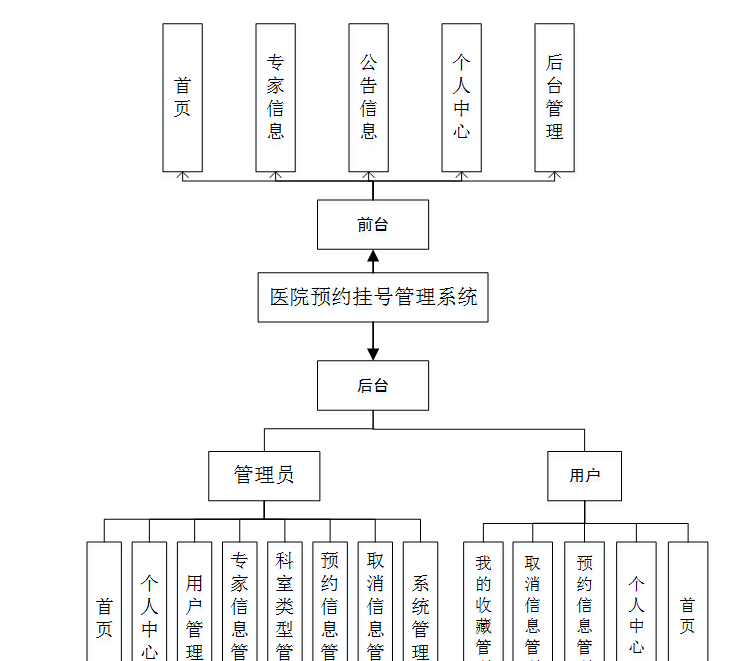 首页
专家信息
公告信息
个人中心
后台管理
前台
医院预约挂号管理系统
后台
管理员
用户
首页
个人中心
用户管理
专家信息管
科室类型管
预约信息管
取消信息管
系统管理
我的收藏管
取消信息管
预约信息管
个人中心
首页